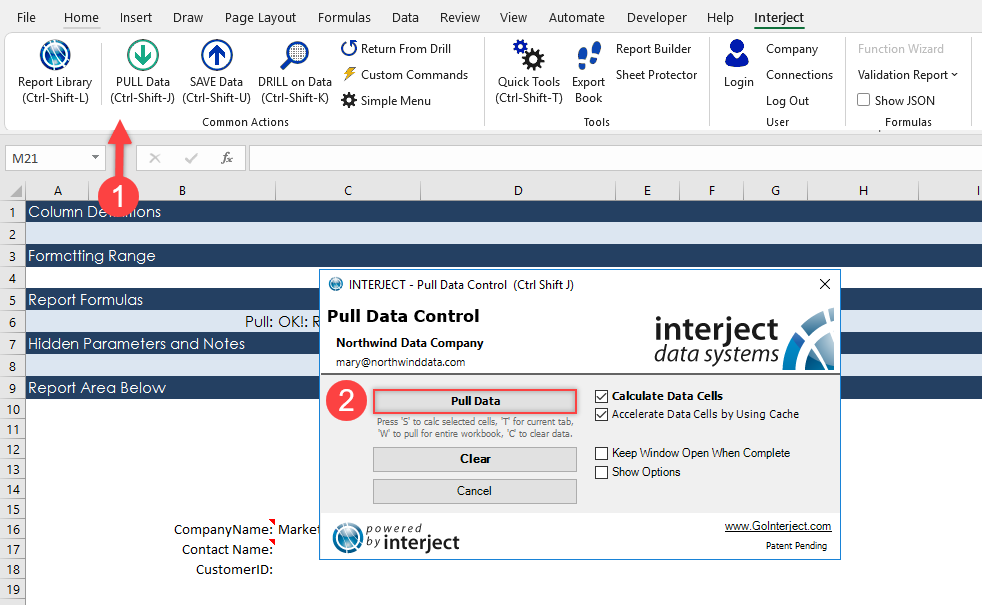 File Home Insert Draw Page Layout Formulas Data Review View Automate Developer Help Interject
Report Library
(Ctrl-Shift-L)
PULL Data
(Ctrl-Shift-J)
SAVE Data
(Ctrl-Shift-U)
DRILL on Data
(Ctrl-Shift-K)
Return From Drill
Custom Commands
Simple Menu
Common Actions
Quick Tools
(Ctrl-Shift-T)
Export
Book
Report Builder
Sheet Protector
Tools
Login
Company
Connections
Log Out
User
Function Wizard
Validation Report
Show JSON
Formulas
M21
fx
1
A B C D E F G H I
1 Column De
ons
2
3 Formctting Range
4
5 Report Formulas
6 Pull: OK!: R
7 Hidden Parameters and Notes
8
9 Report Area Below
10
11
12
13
14
15
16 CompanyName: Market
17 Contact Name:
18 CustomerID:
19
INTERJECT - Pull Data Control (Ctrl Shift J)
Pull Data Control
Northwind Data Company
mary@northwinddata.com
interject
data systems
2
Pull Data
Press 'S' to calc selected cells, 'T' for current tab,
'W' to pull for entire workbook, 'C' to clear data.
Clear
Cancel
Calculate Data Cells
Accelerate Data Cells by Using Cache
Keep Window Open When Complete
Show Options
powered
by interject
www.GoInterject.com
Patent Pending